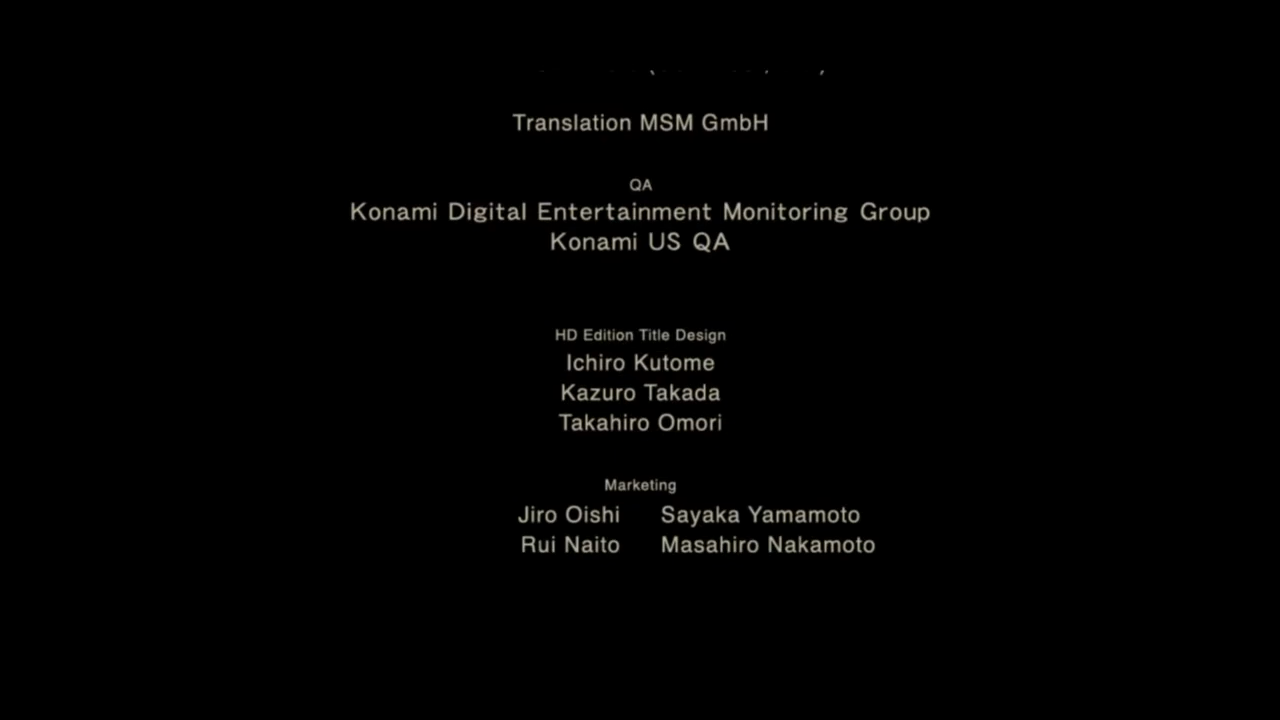 Translation MSM GmbH
QA
Konami Digital Entertainment Monitoring Group
Konami US QA
HD Edition Title Design
Ichiro Kutome
Kazuro Takada
Takahiro Omori
Marketing
Jiro Oishi Sayaka Yamamoto
Rui Naito Masahiro Nakamoto